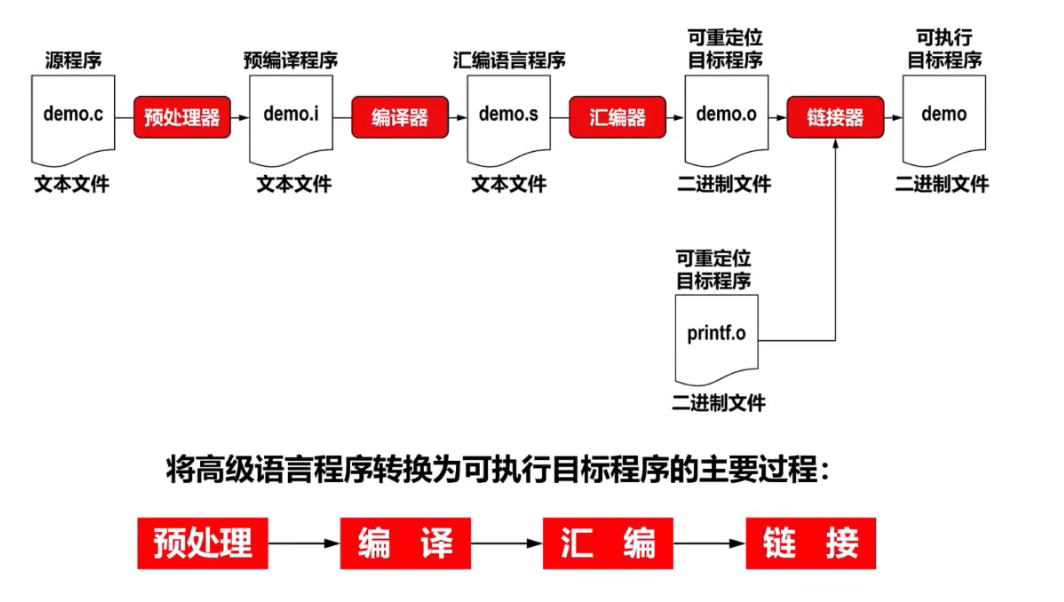 源程序
预编译程序
汇编语言程序
可重定位
目标程序
可执行
目标程序
demo.c
预处理器
demo.i
编译器
demo.s
汇编器
demo.o
链接器
demo
文本文件
文本文件
文本文件
二进制文件
二进制文件
可重定位
目标程序
printf.o
二进制文件
将高级语言程序转换为可执行目标程序的主要过程：
预处理
编 译
汇 编
链 接